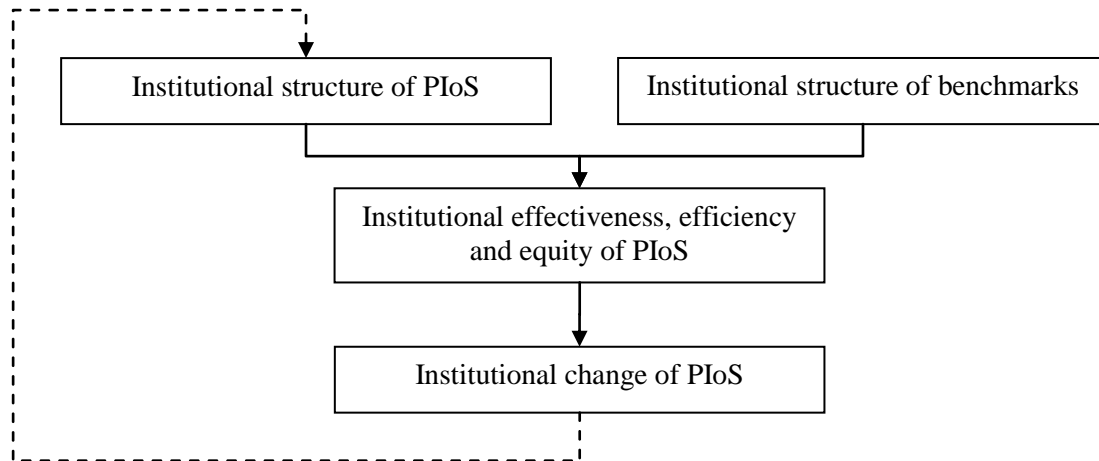 Institutional structure of PIoS
Institutional structure of benchmarks
Institutional effectiveness, efficiency
and equity of PIoS
Institutional change of PIoS